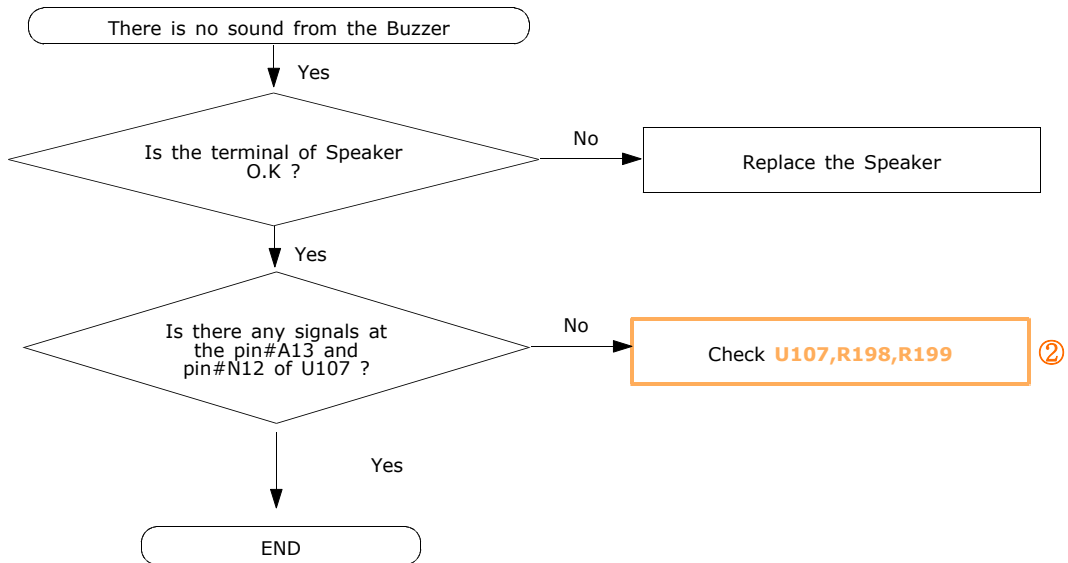 There is no sound from the Buzzer
Yes
Is the terminal of Speaker
O.K ?
No
Replace the Speaker
Yes
Is there any signals at
the pin#A13 and
pin#N12 of U107 ?
No
Check U107,R198,R199
②
Yes
END